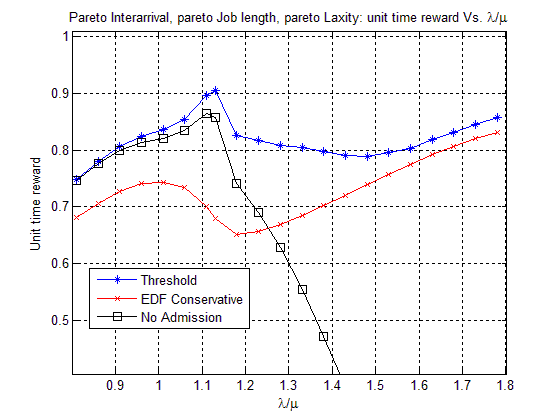 Pareto Interarrival, pareto Job length, pareto Laxity: unit time reward Vs. λ/μ
1
0.9
0.8
0.7
0.6
0.5
Unit time reward
Threshold
EDF Conservative
No Admission
0.9 1 1.1 1.2 1.3 1.4 1.5 1.6 1.7 1.8
λ/μ